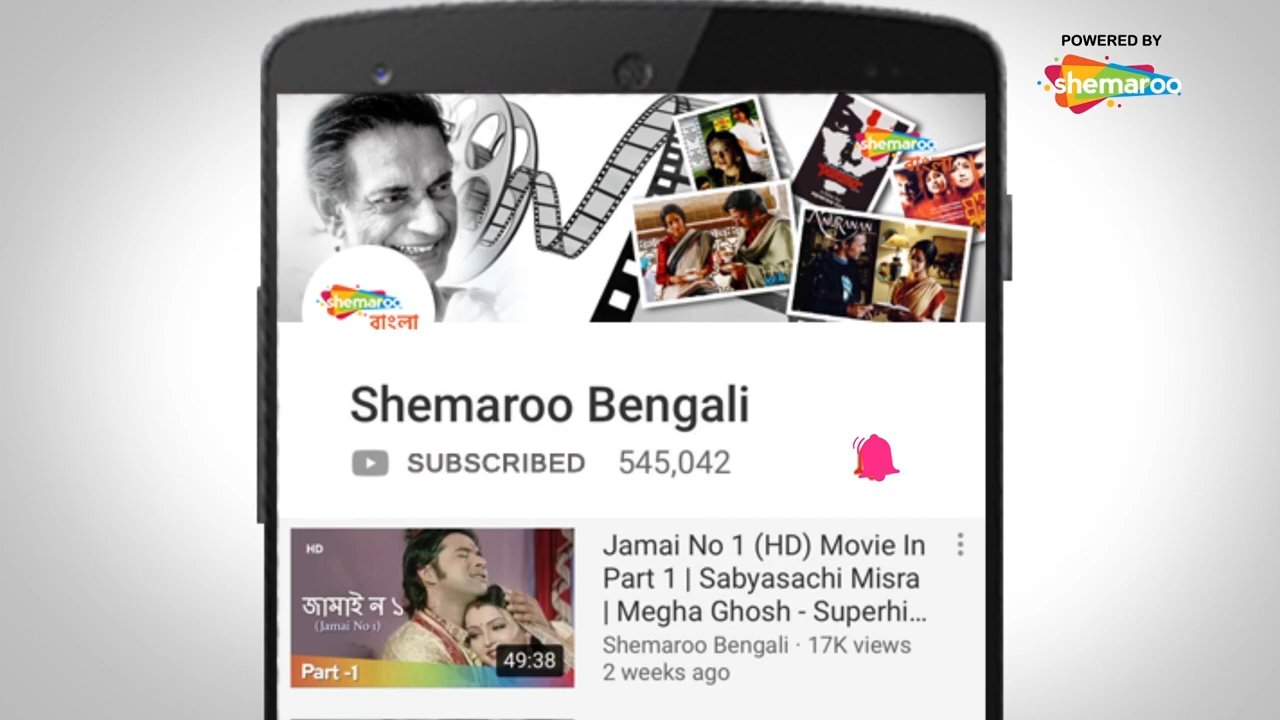 POWERED BY
shemaroo
shemaroo
বাংলা
AnURANAN
shemaroo
বাংলা
Shemaroo Bengali
SUBSCRIBED 545,042
HD
জামাই ন ১
(Jamai No 1)
Part -1
49:38
Jamai No 1 (HD) Movie In
Part 1 | Sabyasachi Misra
| Megha Ghosh - Superhi...
Shemaroo Bengali · 17K views
2 weeks ago